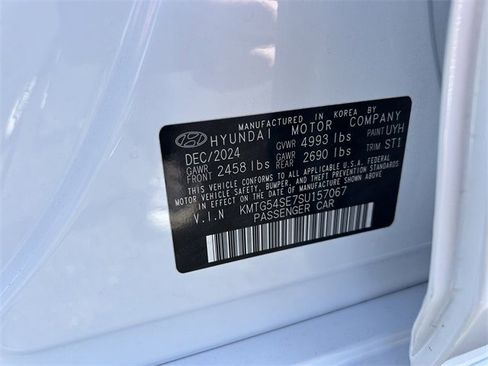 MANUFACTURED IN KOREA BY
HYUNDAI MOTOR COMPANY
DEC/2024 GVWR 4993 lbs PAINT UYH
GAWR FRONT 2458 lbs GAWR REAR 2690 lbs TRIM STI
THIS VEHICLE CONFORMS TO ALL APPLICABLE U.S.A. FEDERAL
MOTOR VEHICLE SAFETY, BUMPER, AND THEFT PREVENTION
STANDARDS IN EFFECT ON THE DATE OF MANUFACTURE SHOWN ABOVE.
V.I.N KMTG54SE7SU157067
PASSENGER CAR